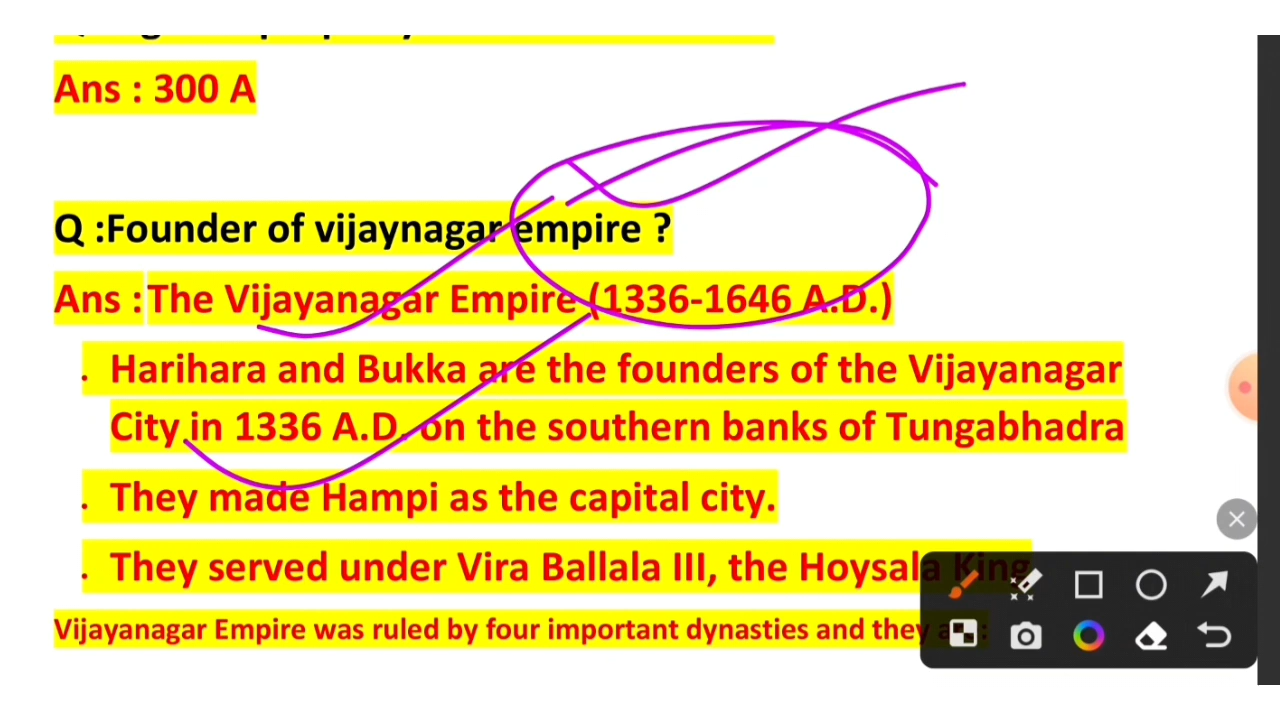 Ans : 300 A
Q :Founder of vijaynagar empire ?
Ans : The Vijayanagar Empire (1336-1646 A.D.)
. Harihara and Bukka are the founders of the Vijayanagar
City in 1336 A.D. on the southern banks of Tungabhadra
. They made Hampi as the capital city.
. They served under Vira Ballala III, the Hoysala King
Vijayanagar Empire was ruled by four important dynasties and they